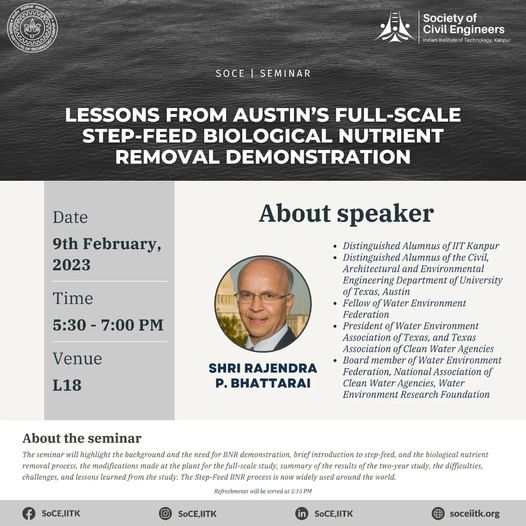 Society of
Civil Engineers
Indian Institute of Technology, Kanpur
SOCE | SEMINAR
LESSONS FROM AUSTIN'S FULL-SCALE
STEP-FEED BIOLOGICAL NUTRIENT
REMOVAL DEMONSTRATION
Date
9th February,
2023
Time
5:30 - 7:00 PM
Venue
L18
About speaker
SHRI RAJENDRA
P. BHATTARAI
• Distinguished Alumnus of IIT Kanpur
• Distinguished Alumnus of the Civil,
Architectural and Environmental
Engineering Department of University
of Texas, Austin
• Fellow of Water Environment
Federation
• President of Water Environment
Association of Texas, and Texas
Association of Clean Water Agencies
• Board member of Water Environment
Federation, National Association of
Clean Water Agencies, Water
Environment Research Foundation
About the seminar
The seminar will highlight the background and the need for BNR demonstration, brief introduction to step-feed, and the biological nutrient
removal process, the modifications made at the plant for the full-scale study, summary of the results of the two-year study, the difficulties,
challenges, and lessons learned from the study. The Step-Feed BNR process is now widely used around the world.
Refreshments will be served at 5:15 PM
SoCE,IITK
SoCE,IITK
SoCE,IITK
soceiitk.org